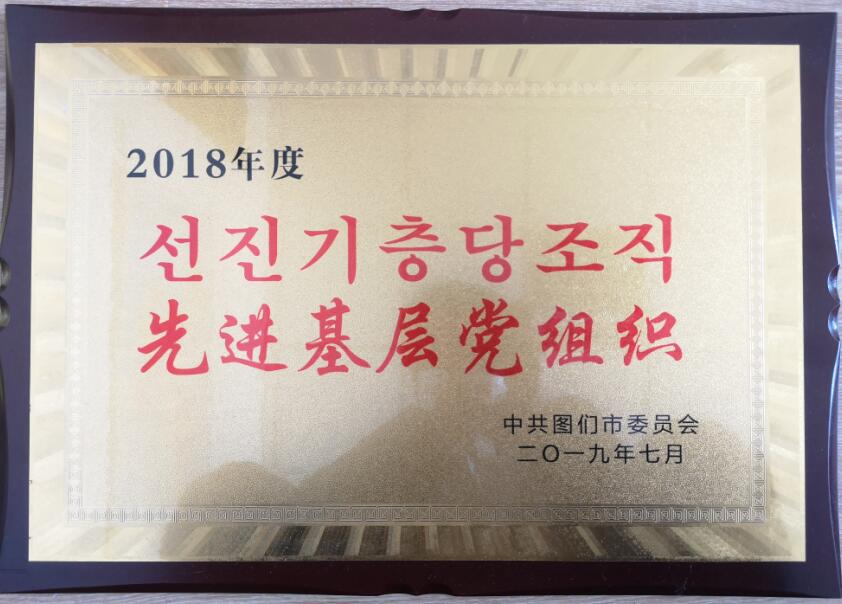 2018年度
선진기층당조직
先进基层党组织
中共图们市委员会
二〇一九年七月